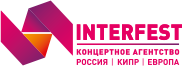 INTERFEST
КОНЦЕРТНОЕ АГЕНТСТВО
РОССИЯ | КИПР | ЕВРОПА